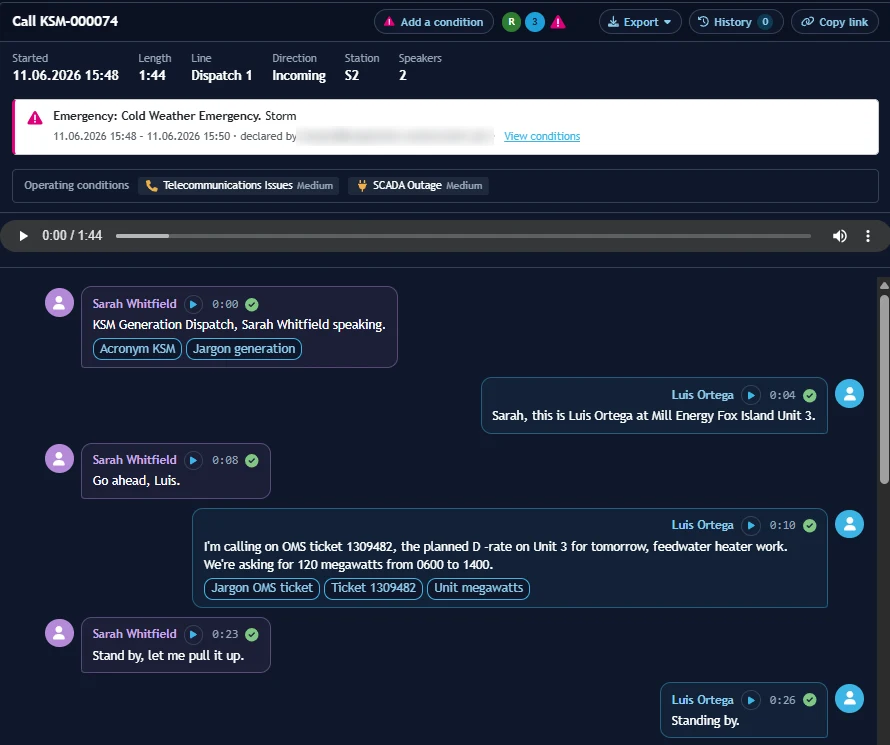 Call KSM-000074
Add a condition
R
3
Export
History 0
Copy link
Started
11.06.2026 15:48
Length
1:44
Line
Dispatch 1
Direction
Incoming
Station
S2
Speakers
2
Emergency: Cold Weather Emergency. Storm
11.06.2026 15:48 - 11.06.2026 15:50 · declared by
View conditions
Operating conditions
Telecommunications Issues Medium
SCADA Outage Medium
0:00 / 1:44
Sarah Whitfield 0:00
KSM Generation Dispatch, Sarah Whitfield speaking.
Acronym KSM
Jargon generation
Luis Ortega 0:04
Sarah, this is Luis Ortega at Mill Energy Fox Island Unit 3.
Sarah Whitfield 0:08
Go ahead, Luis.
Luis Ortega 0:10
I'm calling on OMS ticket 1309482, the planned D -rate on Unit 3 for tomorrow, feedwater heater work.
We're asking for 120 megawatts from 0600 to 1400.
Jargon OMS ticket
Ticket 1309482
Unit megawatts
Sarah Whitfield 0:23
Stand by, let me pull it up.
Luis Ortega 0:26
Standing by.